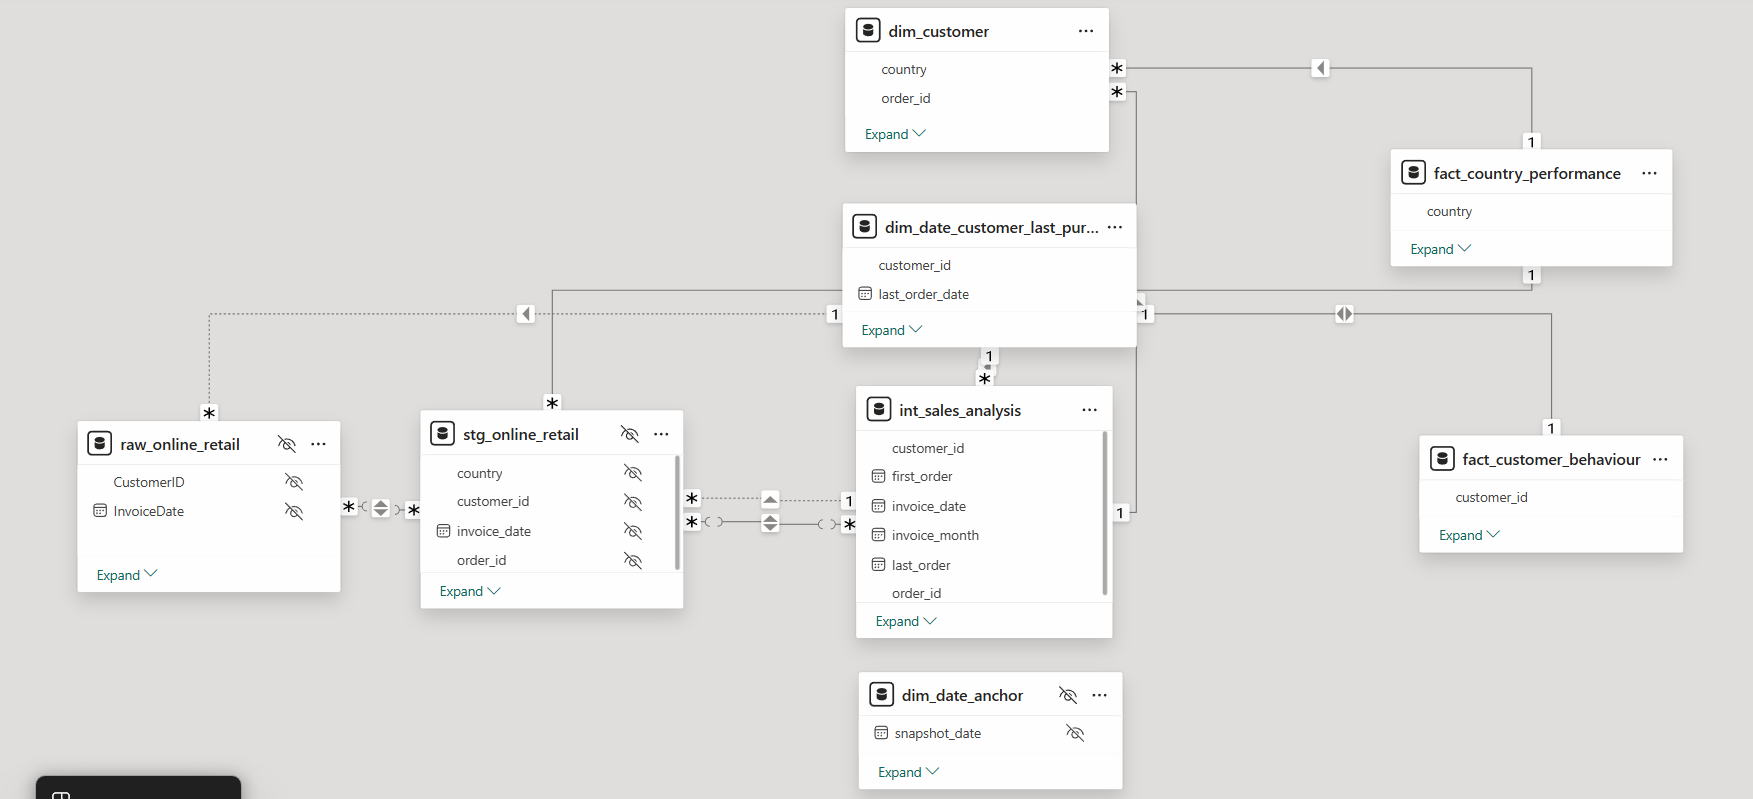 dim_customer
country
order_id
Expand
*
*
1
fact_country_performance
country
Expand
1
dim_date_customer_last_pur...
customer_id
last_order_date
Expand
1
1
1
*
*
*
1
raw_online_retail
CustomerID
InvoiceDate
Expand
*
*
stg_online_retail
country
customer_id
invoice_date
order_id
Expand
*
*
1
*
int_sales_analysis
customer_id
first_order
invoice_date
invoice_month
last_order
order_id
Expand
1
fact_customer_behaviour
customer_id
Expand
dim_date_anchor
snapshot_date
Expand